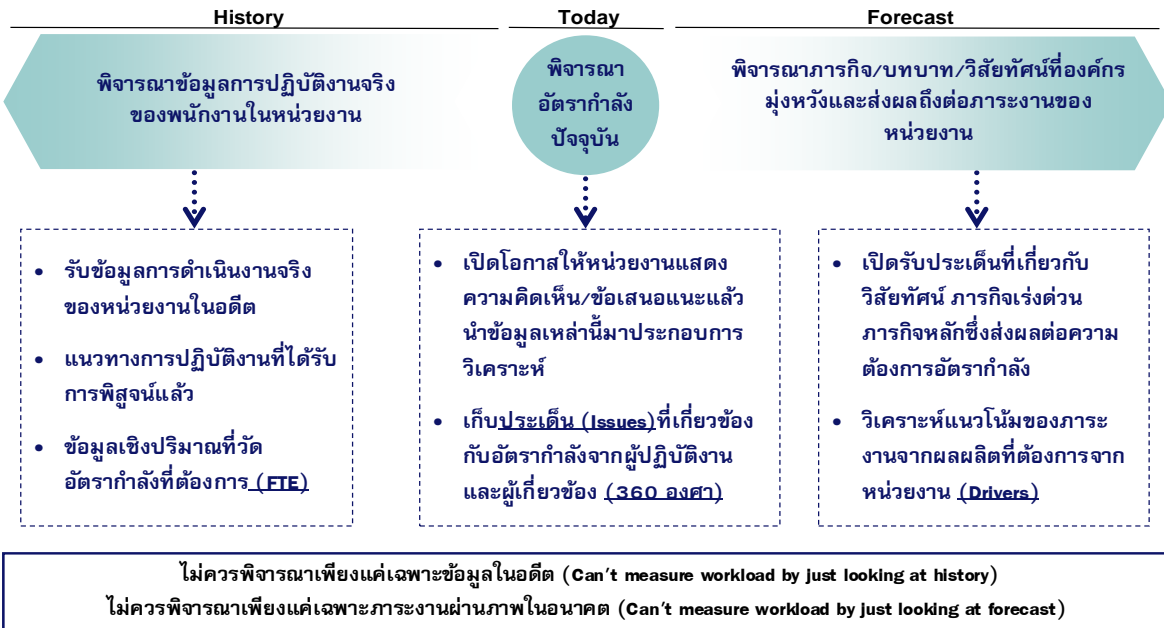 History
Today
Forecast
พิจารณาข้อมูลการปฏิบัติงานจริง
ของพนักงานในหน่วยงาน
พิจารณา
อัตรากำลัง
ปัจจุบัน
พิจารณาภารกิจ/บทบาท/วิสัยทัศน์ที่องค์กร
มุ่งหวังและส่งผลถึงต่อภาระงานของ
หน่วยงาน
• รับข้อมูลการดำเนินงานจริง
ของหน่วยงานในอดีต
• แนวทางการปฏิบัติงานที่ได้รับ
การพิสูจน์แล้ว
• ข้อมูลเชิงปริมาณที่วัด
อัตรากำลังที่ต้องการ (FTE)
• เปิดโอกาสให้หน่วยงานแสดง
ความคิดเห็น/ข้อเสนอแนะแล้ว
นำข้อมูลเหล่านี้มาประกอบการ
วิเคราะห์
• เก็บประเด็น (Issues)ที่เกี่ยวข้อง
กับอัตรากำลังจากผู้ปฏิบัติงาน
และผู้เกี่ยวข้อง (360 องศา)
• เปิดรับประเด็นที่เกี่ยวกับ
วิสัยทัศน์ ภารกิจเร่งด่วน
ภารกิจหลักซึ่งส่งผลต่อความ
ต้องการอัตรากำลัง
• วิเคราะห์แนวโน้มของภาระ
งานจากผลผลิตที่ต้องการจาก
หน่วยงาน (Drivers)
ไม่ควรพิจารณาเพียงแค่เฉพาะข้อมูลในอดีต (Can't measure workload by just looking at history)
ไม่ควรพิจารณาเพียงแค่เฉพาะภาระงานผ่านภาพในอนาคต (Can't measure workload by just looking at forecast)